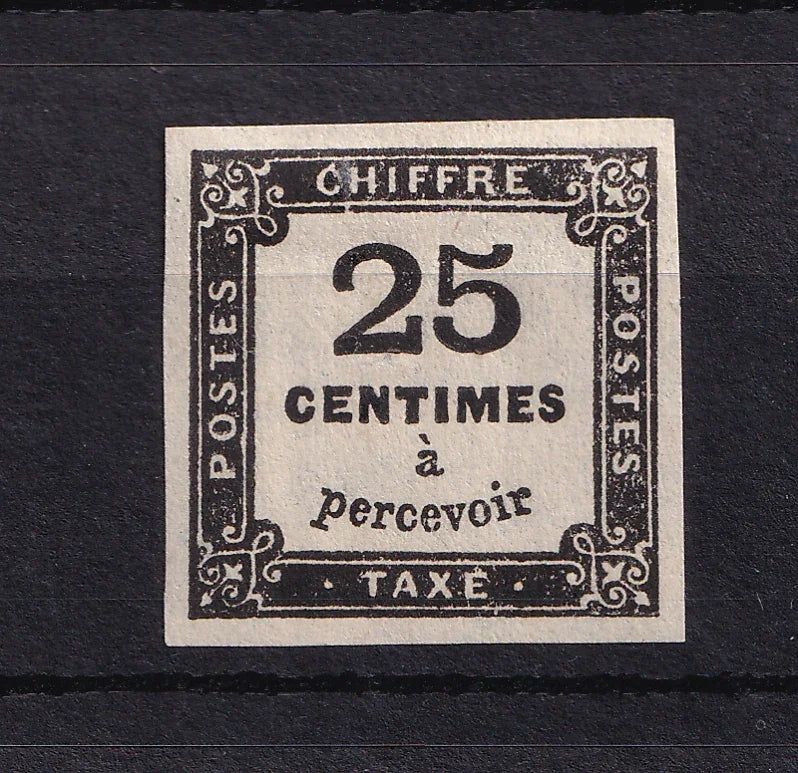 CHIFFRE
POSTES
25
CENTIMES
à
percevoir
POSTES
· TAXE ·